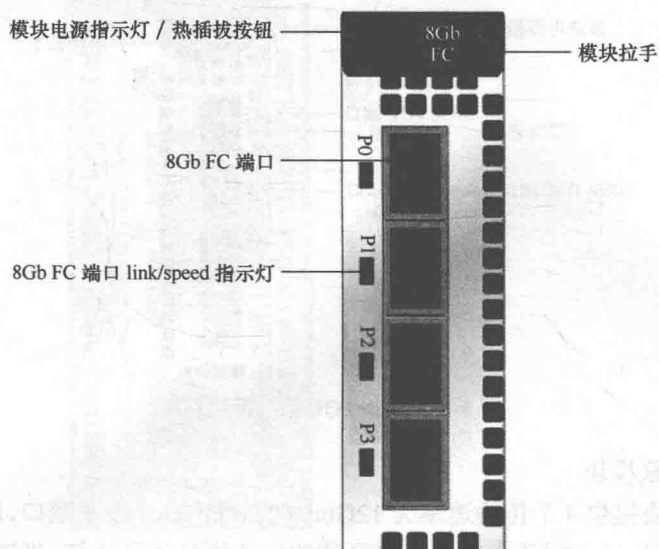 模块电源指示灯 / 热插拔按钮
8Gb
FC
模块拉手
P0
8Gb FC 端口
P1
8Gb FC 端口 link/speed 指示灯
P2
P3